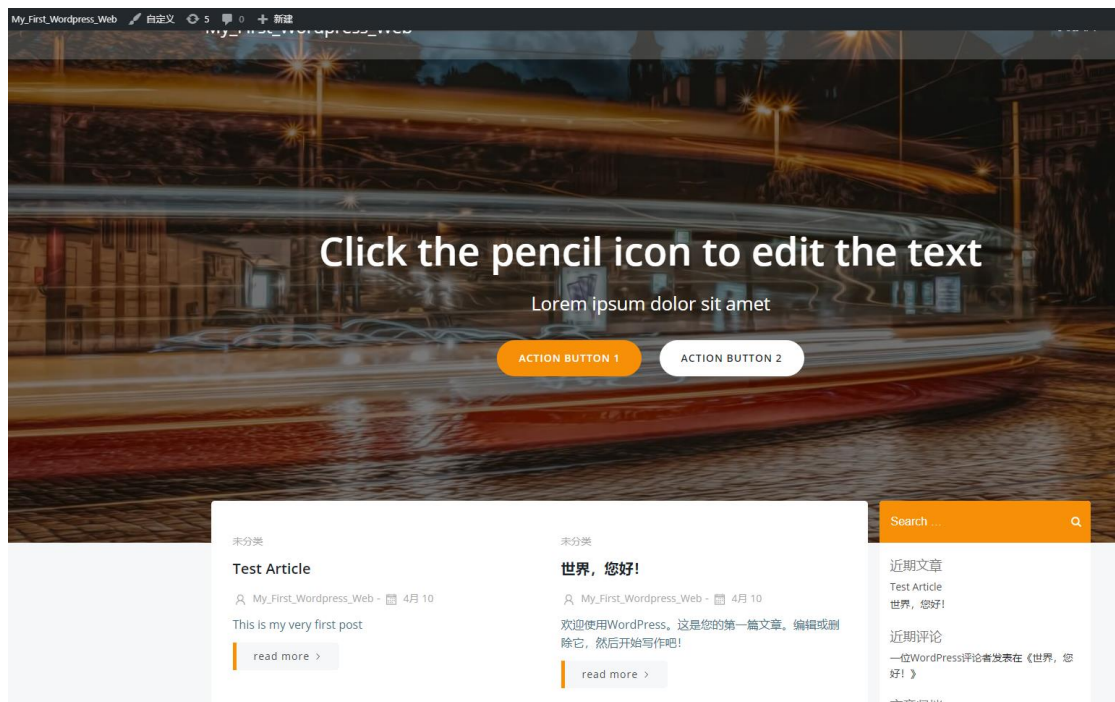 My_First_Wordpress_Web 自定义 5 0 新建
My_First_Wordpress_Web
Click the pencil icon to edit the text
Lorem ipsum dolor sit amet
ACTION BUTTON 1 ACTION BUTTON 2
Search ...
未分类
Test Article
My_First_Wordpress_Web - 4月 10
This is my very first post
read more >
未分类
世界，您好！
My_First_Wordpress_Web - 4月 10
欢迎使用WordPress。这是您的第一篇文章。编辑或删
除它，然后开始写作吧！
read more >
近期文章
Test Article
世界，您好！
近期评论
一位WordPress评论者发表在《世界，您
好！》